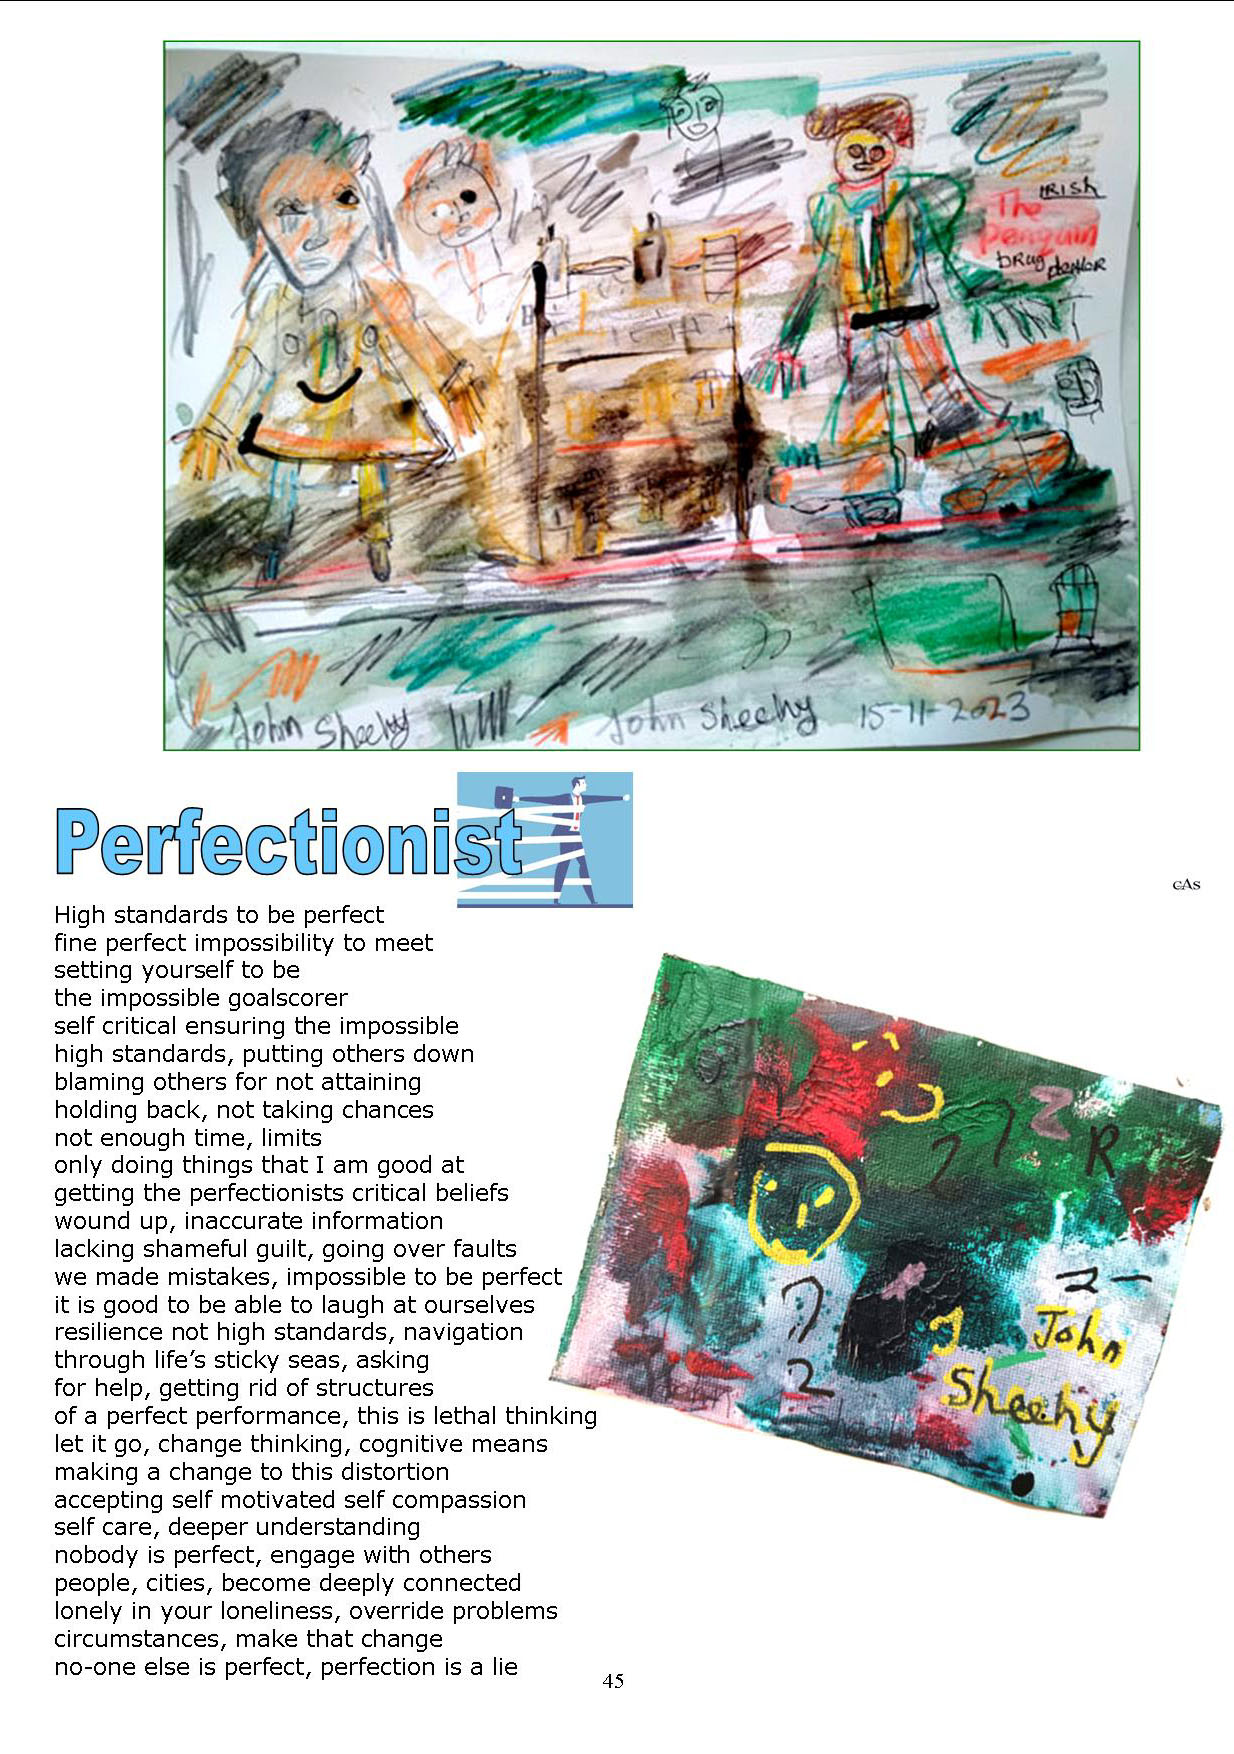 IRISH
The
Penguin
DRUG DEALER
John Sheehy
John Sheehy 15-11-2023
Perfectionist
cAs
High standards to be perfect
fine perfect impossibility to meet
setting yourself to be
the impossible goalscorer
self critical ensuring the impossible
high standards, putting others down
blaming others for not attaining
holding back, not taking chances
not enough time, limits
only doing things that I am good at
getting the perfectionists critical beliefs
wound up, inaccurate information
lacking shameful guilt, going over faults
we made mistakes, impossible to be perfect
it is good to be able to laugh at ourselves
resilience not high standards, navigation
through life’s sticky seas, asking
for help, getting rid of structures
of a perfect performance, this is lethal thinking
let it go, change thinking, cognitive means
making a change to this distortion
accepting self motivated self compassion
self care, deeper understanding
nobody is perfect, engage with others
people, cities, become deeply connected
lonely in your loneliness, override problems
circumstances, make that change
no-one else is perfect, perfection is a lie
R
2
John
Sheehy
45